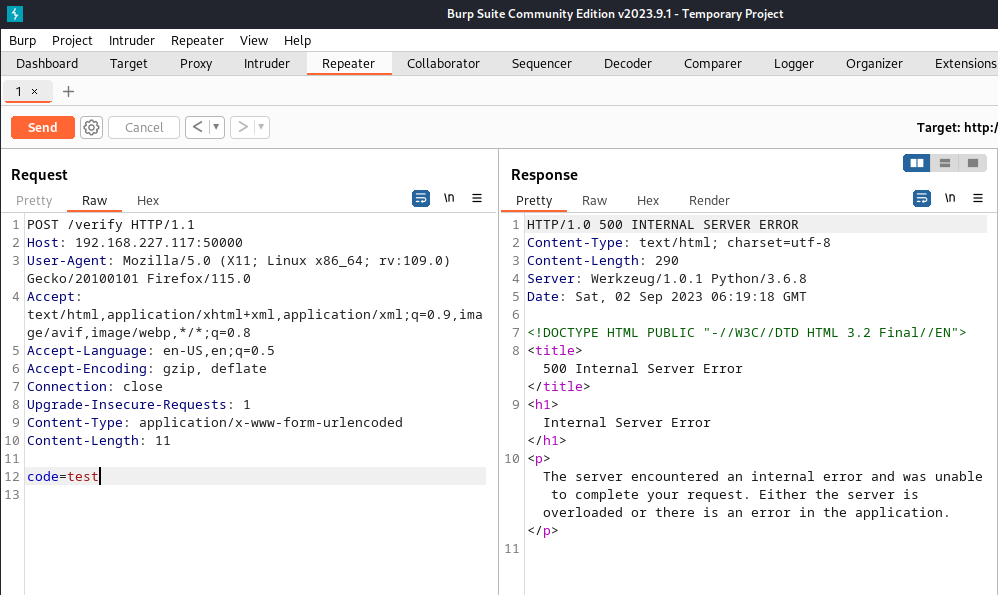 Burp Suite Community Edition v2023.9.1 - Temporary Project
Burp Project Intruder Repeater View Help
Dashboard Target Proxy Intruder Repeater Collaborator Sequencer Decoder Comparer Logger Organizer Extensions
1 × +
Send Cancel < ▾ > ▾ Target: http:/
Request
Pretty Raw Hex \n
1 POST /verify HTTP/1.1
2 Host: 192.168.227.117:50000
3 User-Agent: Mozilla/5.0 (X11; Linux x86_64; rv:109.0)
Gecko/20100101 Firefox/115.0
4 Accept:
text/html,application/xhtml+xml,application/xml;q=0.9,ima
ge/avif,image/webp,*/*;q=0.8
5 Accept-Language: en-US,en;q=0.5
6 Accept-Encoding: gzip, deflate
7 Connection: close
8 Upgrade-Insecure-Requests: 1
9 Content-Type: application/x-www-form-urlencoded
10 Content-Length: 11
11
12 code=test
13
Response
Pretty Raw Hex Render \n
1 HTTP/1.0 500 INTERNAL SERVER ERROR
2 Content-Type: text/html; charset=utf-8
3 Content-Length: 290
4 Server: Werkzeug/1.0.1 Python/3.6.8
5 Date: Sat, 02 Sep 2023 06:19:18 GMT
6
7 <!DOCTYPE HTML PUBLIC "-//W3C//DTD HTML 3.2 Final//EN">
8 <title>
500 Internal Server Error
</title>
9 <h1>
Internal Server Error
</h1>
10 <p>
The server encountered an internal error and was unable
to complete your request. Either the server is
overloaded or there is an error in the application.
</p>
11